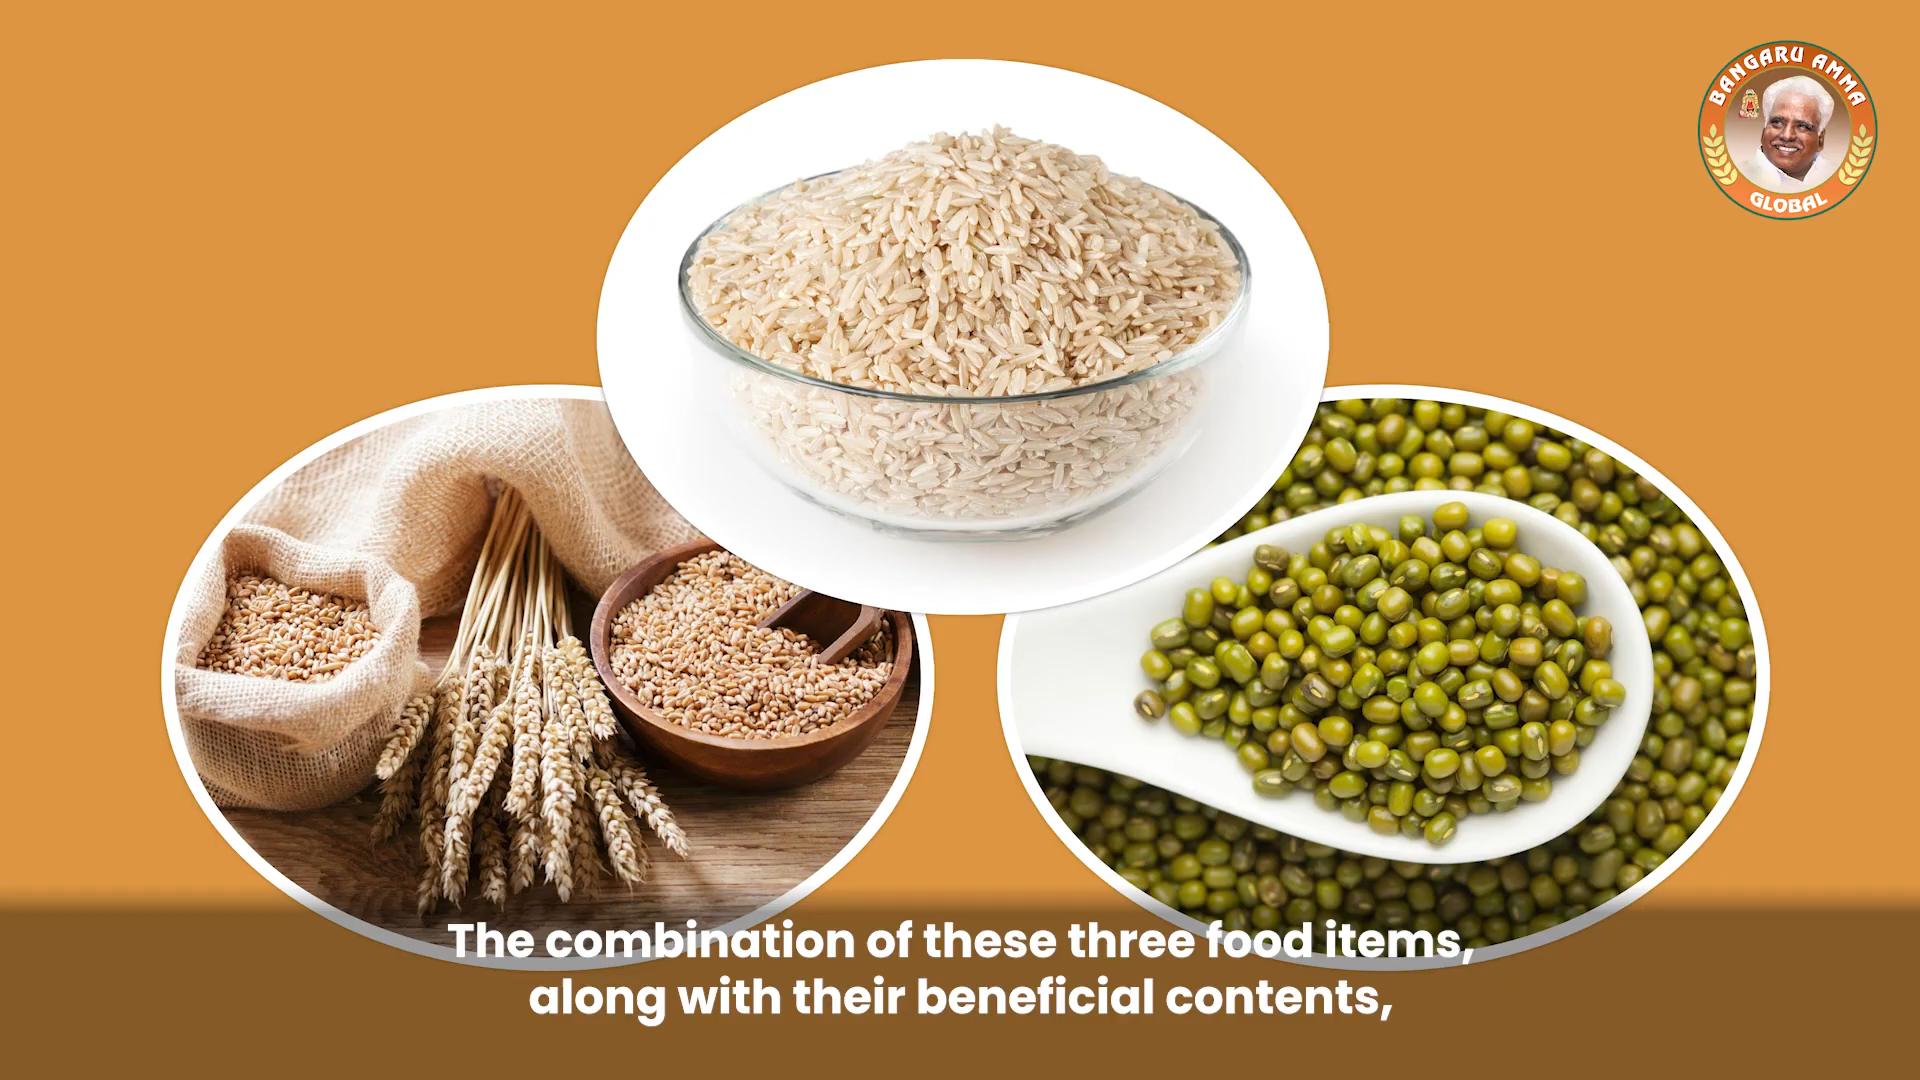 BANGARU AMMA
GLOBAL
The combination of these three food items,
along with their beneficial contents,